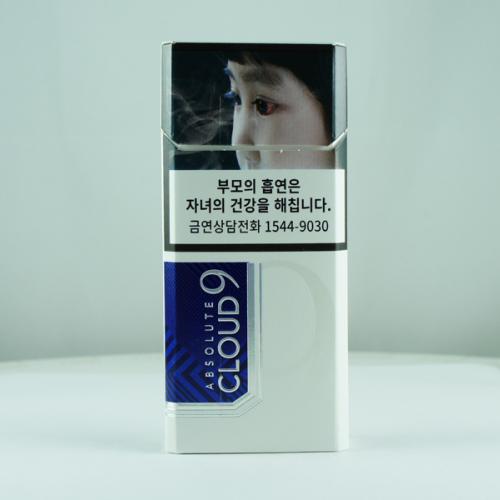 부모의 흡연은
자녀의 건강을 해칩니다.
금연상담전화 1544-9030
ABSOLUTE
CLOUD 9